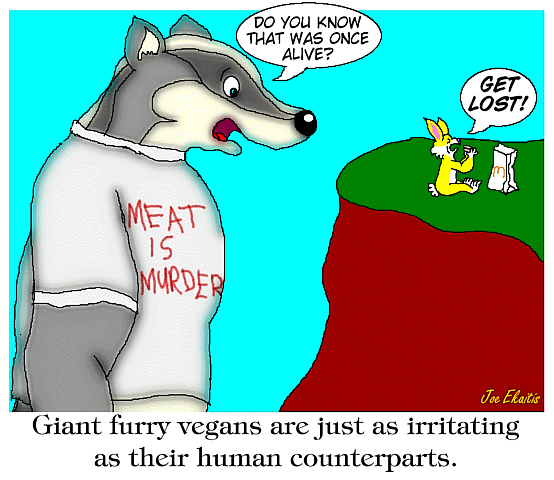 DO YOU KNOW
THAT WAS ONCE
ALIVE?
GET
LOST!
m
MEAT
IS
MURDER
Joe Ekaitis
Giant furry vegans are just as irritating
as their human counterparts.